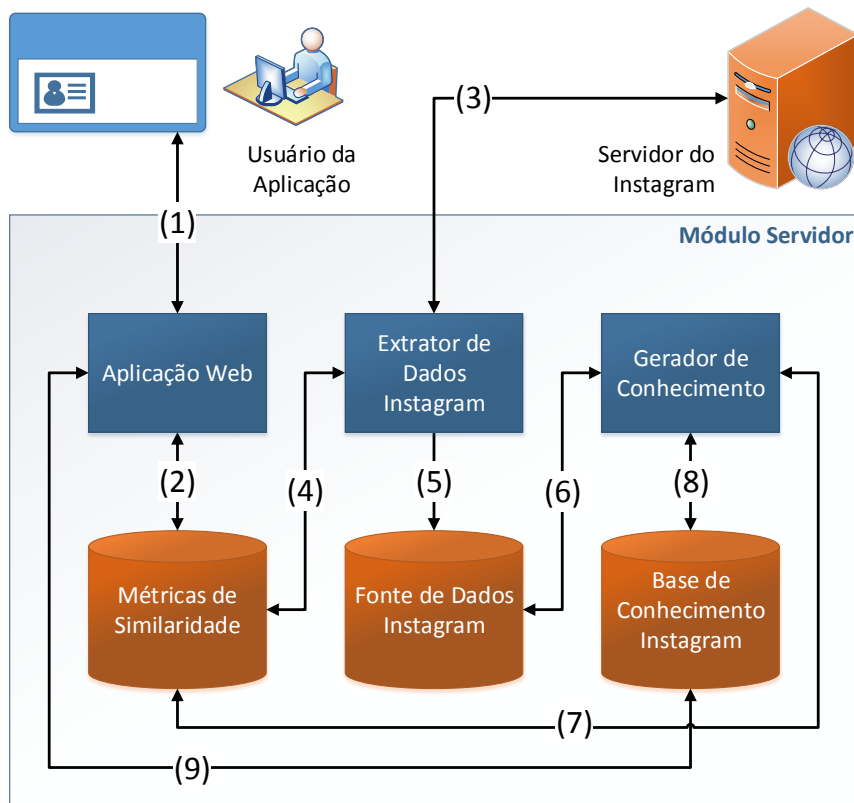 (3)
Usuário da
Aplicação
Servidor do
Instagram
(1)
Módulo Servidor
Aplicação Web
Extrator de
Dados
Instagram
Gerador de
Conhecimento
(2)
(4)
(5)
(6)
(8)
Métricas de
Similaridade
Fonte de Dados
Instagram
Base de
Conhecimento
Instagram
(7)
(9)